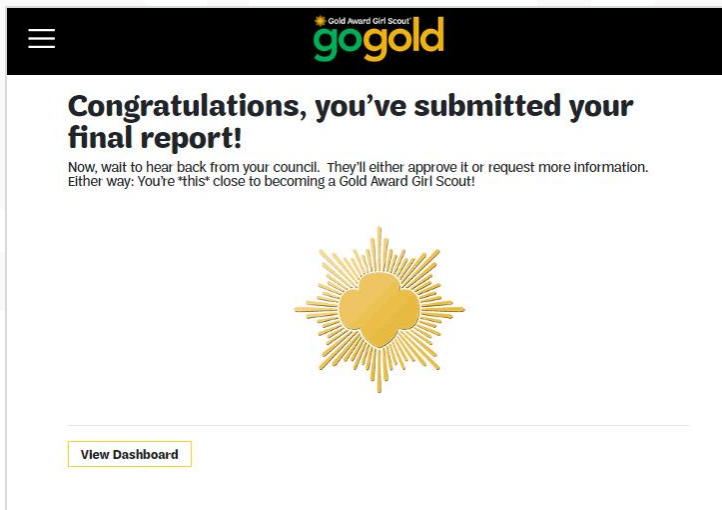 Gold Award Girl Scout
gogold
Congratulations, you've submitted your
final report!
Now, wait to hear back from your council.  They'll either approve it or request more information.
Either way: You're *this* close to becoming a Gold Award Girl Scout!
View Dashboard